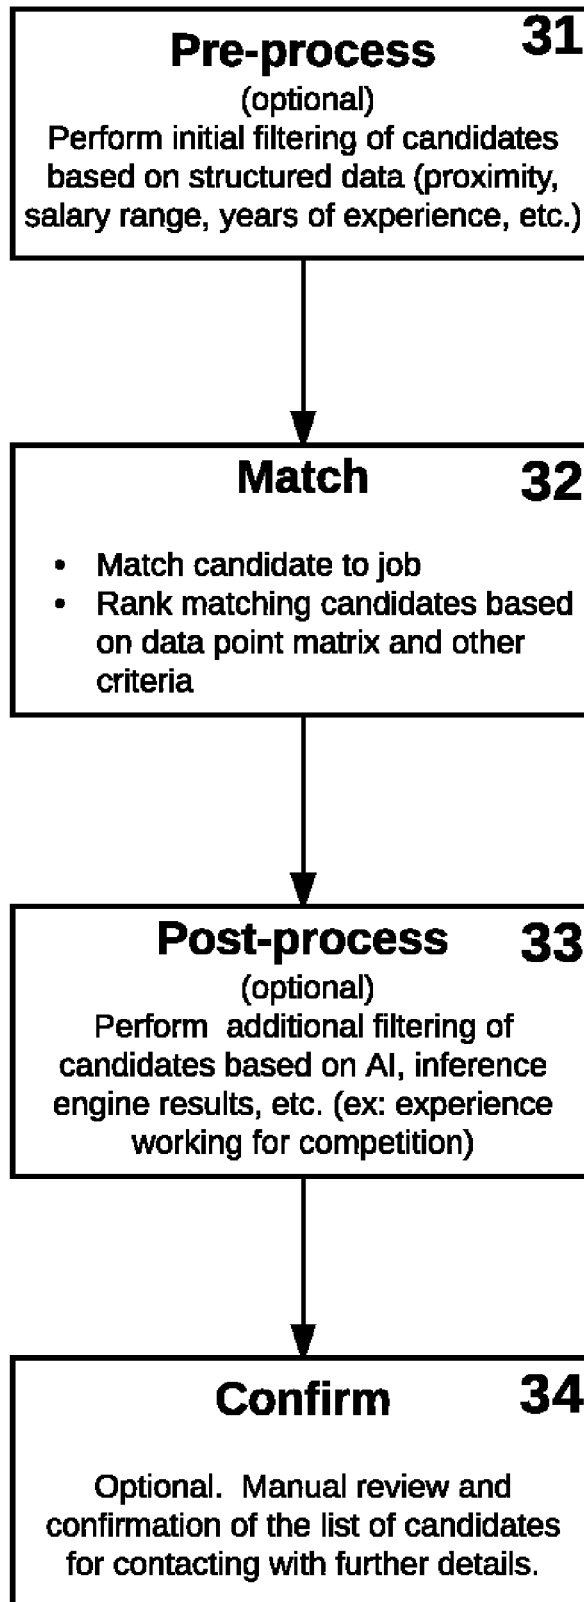 Pre-process 31
(optional)
Perform initial filtering of candidates
based on structured data (proximity,
salary range, years of experience, etc.)
Match 32
• Match candidate to job
• Rank matching candidates based
on data point matrix and other
criteria
Post-process 33
(optional)
Perform  additional filtering of
candidates based on AI, inference
engine results, etc. (ex: experience
working for competition)
Confirm 34
Optional.  Manual review and
confirmation of the list of candidates
for contacting with further details.